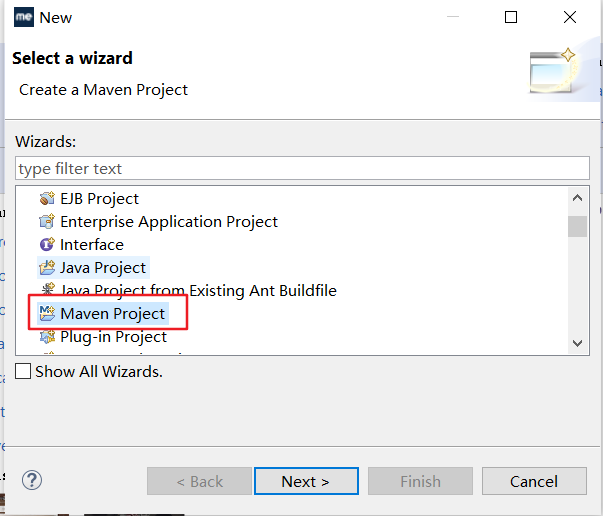 me New
Select a wizard
Create a Maven Project
Wizards:
type filter text
EJB Project
Enterprise Application Project
Interface
Java Project
Java Project from Existing Ant Buildfile
Maven Project
Plug-in Project
Show All Wizards.
< Back Next > Finish Cancel